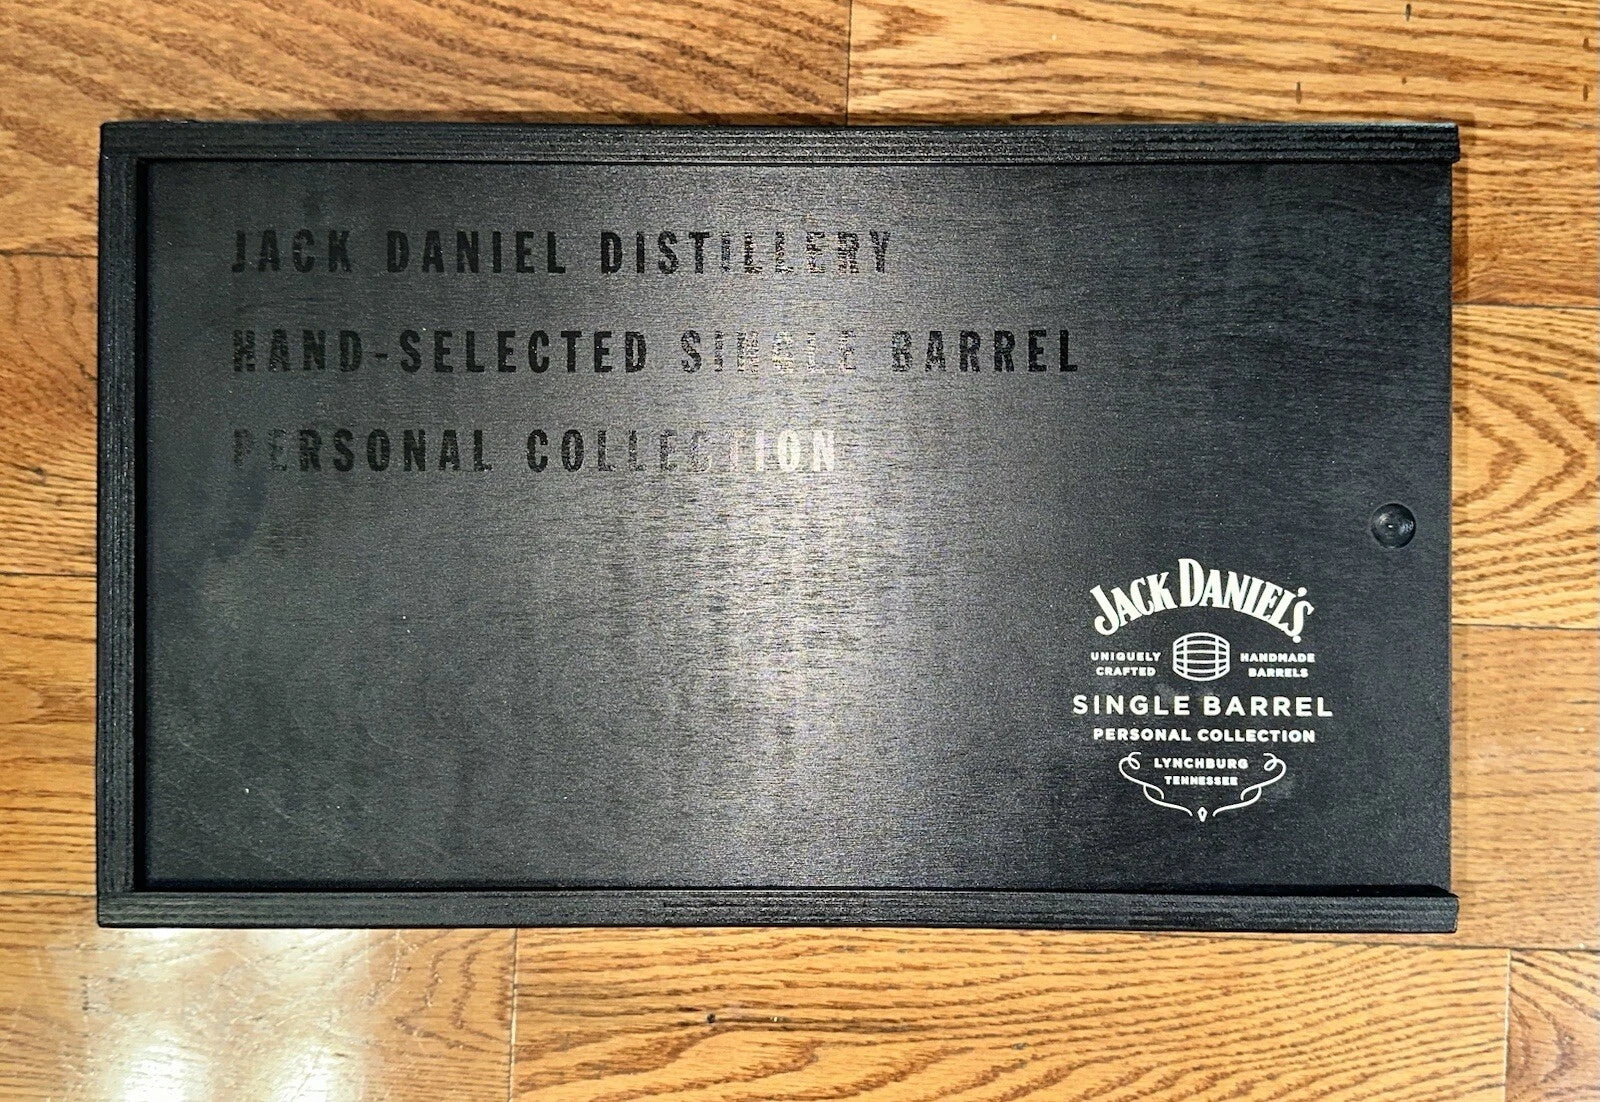 JACK DANIEL DISTILLERY
HAND-SELECTED SINGLE BARREL
PERSONAL COLLECTION
JACK DANIEL'S
UNIQUELY HANDMADE
CRAFTED BARRELS
SINGLE BARREL
PERSONAL COLLECTION
LYNCHBURG
TENNESSEE